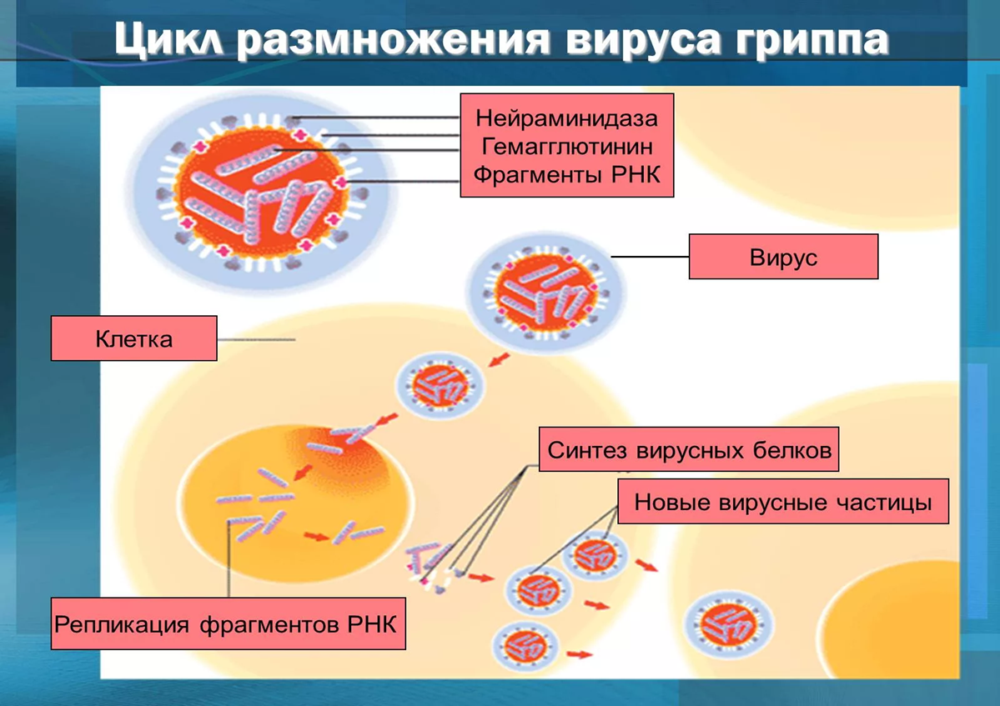 Цикл размножения вируса гриппа
Нейраминидаза
Гемагглютинин
Фрагменты РНК
Вирус
Клетка
Синтез вирусных белков
Новые вирусные частицы
Репликация фрагментов РНК